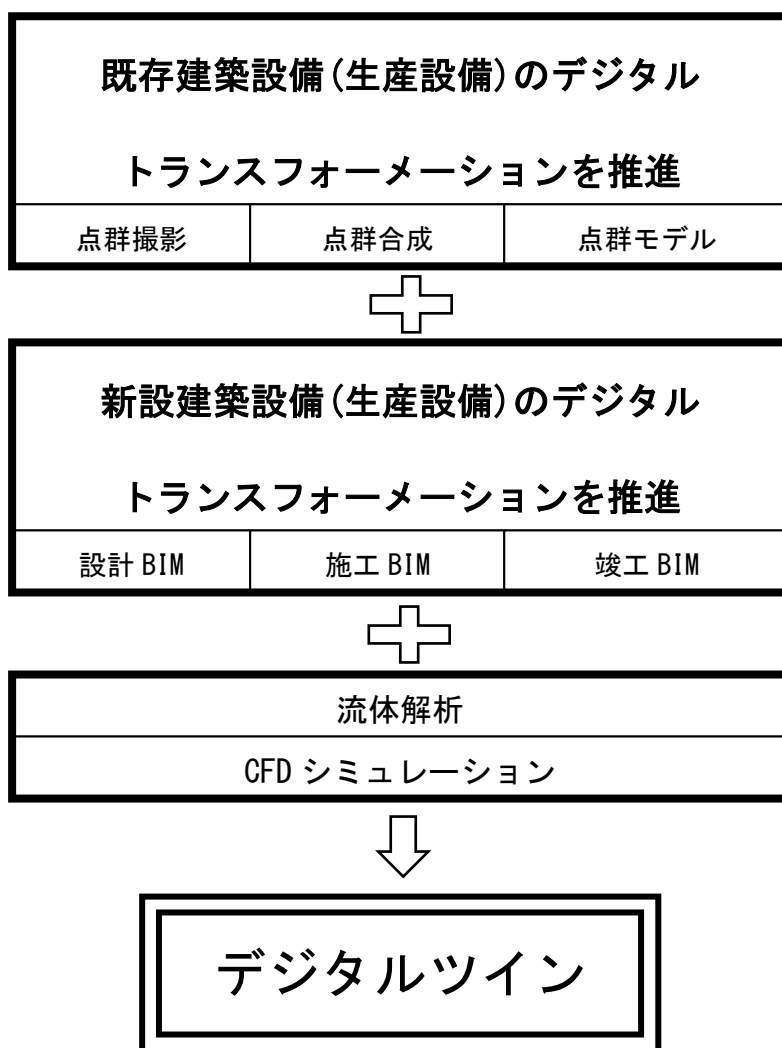 既存建築設備(生産設備)のデジタル
トランスフォーメーションを推進
点群撮影 点群合成 点群モデル
新設建築設備(生産設備)のデジタル
トランスフォーメーションを推進
設計 BIM 施工 BIM 竣工 BIM
流体解析
CFD シミュレーション
デジタルツイン